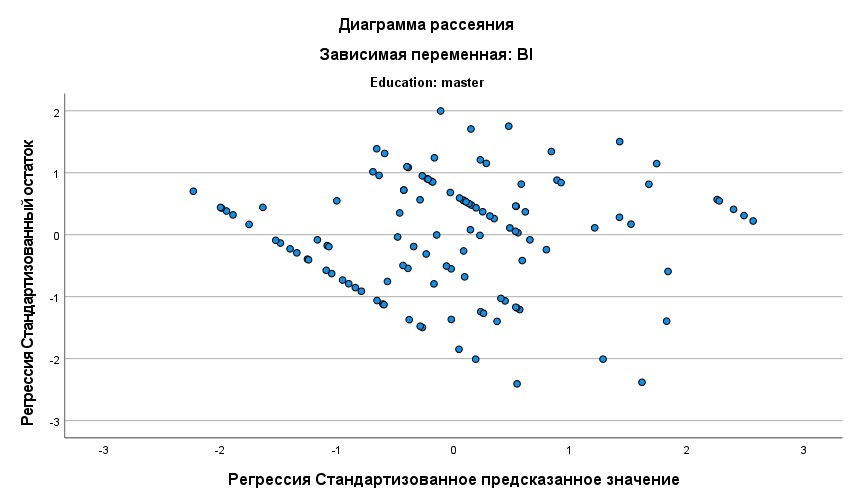 Диаграмма рассеяния
Зависимая переменная: BI
Education: master
Регрессия Стандартизованный остаток
2
1
0
-1
-2
-3
-3 -2 -1 0 1 2 3
Регрессия Стандартизованное предсказанное значение